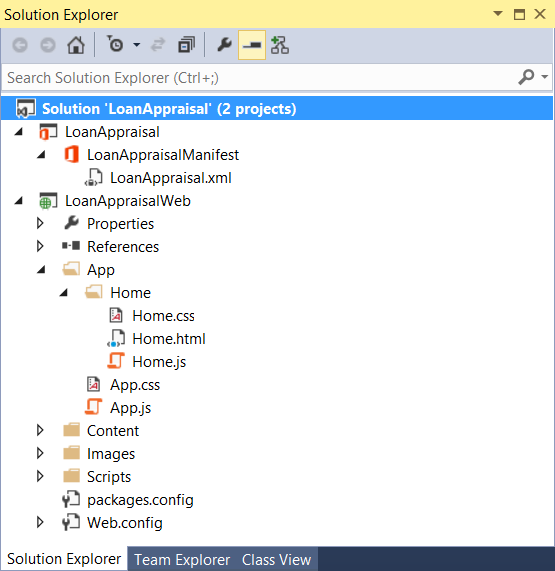 Solution Explorer
Search Solution Explorer (Ctrl+;)
Solution 'LoanAppraisal' (2 projects)
LoanAppraisal
LoanAppraisalManifest
LoanAppraisal.xml
LoanAppraisalWeb
Properties
References
App
Home
Home.css
Home.html
Home.js
App.css
App.js
Content
Images
Scripts
packages.config
Web.config
Solution Explorer Team Explorer Class View